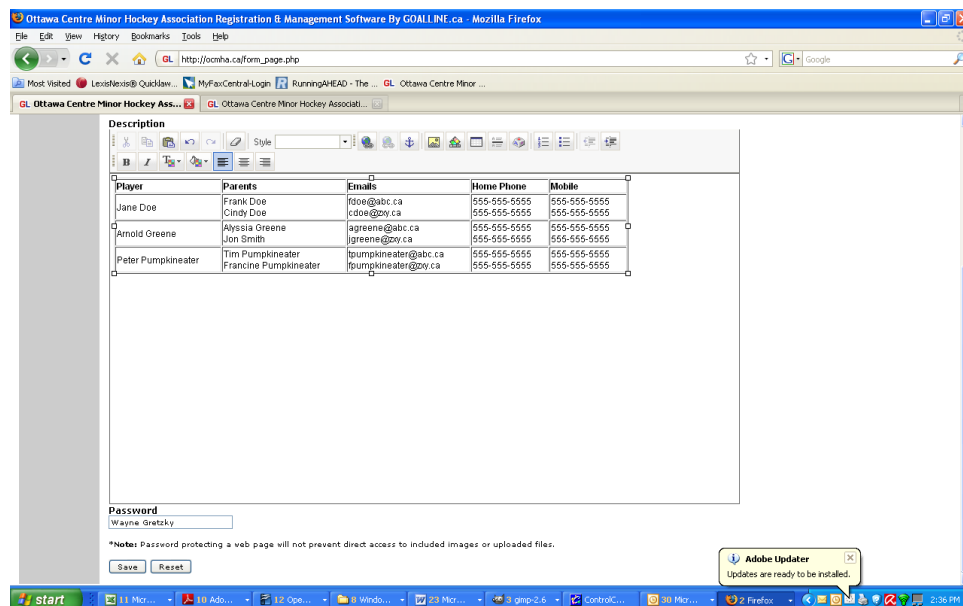 Ottawa Centre Minor Hockey Association Registration & Management Software By GOALLINE.ca - Mozilla Firefox
File Edit View History Bookmarks Tools Help
GL http://ocmha.ca/form_page.php G Google
Most Visited LexisNexis® Quicklaw... MyFaxCentral-Login R RunningAHEAD - The ... GL Ottawa Centre Minor ...
GL Ottawa Centre Minor Hockey Ass... GL Ottawa Centre Minor Hockey Associati...
Description
Style
B I T
Player Parents Emails Home Phone Mobile
Jane Doe Frank Doe fdoe@abc.ca 555-555-5555 555-555-5555
Cindy Doe cdoe@zxy.ca 555-555-5555 555-555-5555
Arnold Greene Alyssia Greene agreene@abc.ca 555-555-5555 555-555-5555
Jon Smith jgreene@zxy.ca 555-555-5555 555-555-5555
Peter Pumpkineater Tim Pumpkineater tpumpkineater@abc.ca 555-555-5555 555-555-5555
Francine Pumpkineater fpumpkineater@zxy.ca 555-555-5555 555-555-5555
Password
Wayne Gretzky
*Note: Password protecting a web page will not prevent direct access to included images or uploaded files.
Save Reset
Adobe Updater
Updates are ready to be installed.
start 11 Micr... 10 Ado... 12 Ope... 8 Windo... 23 Micr... 3 gimp-2.6 ControlC... 30 Micr... 2 Firefox 2:36 PM